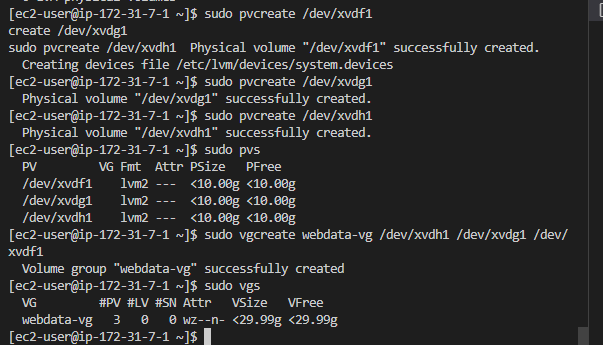 [ec2-user@ip-172-31-7-1 ~]$ sudo pvcreate /dev/xvdf1
create /dev/xvdg1
sudo pvcreate /dev/xvdh1  Physical volume "/dev/xvdf1" successfully created.
  Creating devices file /etc/lvm/devices/system.devices
[ec2-user@ip-172-31-7-1 ~]$ sudo pvcreate /dev/xvdg1
  Physical volume "/dev/xvdg1" successfully created.
[ec2-user@ip-172-31-7-1 ~]$ sudo pvcreate /dev/xvdh1
  Physical volume "/dev/xvdh1" successfully created.
[ec2-user@ip-172-31-7-1 ~]$ sudo pvs
  PV         VG Fmt  Attr PSize   PFree
  /dev/xvdf1    lvm2 ---  <10.00g <10.00g
  /dev/xvdg1    lvm2 ---  <10.00g <10.00g
  /dev/xvdh1    lvm2 ---  <10.00g <10.00g
[ec2-user@ip-172-31-7-1 ~]$ sudo vgcreate webdata-vg /dev/xvdh1 /dev/xvdg1 /dev/
xvdf1
  Volume group "webdata-vg" successfully created
[ec2-user@ip-172-31-7-1 ~]$ sudo vgs
  VG         #PV #LV #SN Attr   VSize   VFree
  webdata-vg   3   0   0 wz--n- <29.99g <29.99g
[ec2-user@ip-172-31-7-1 ~]$